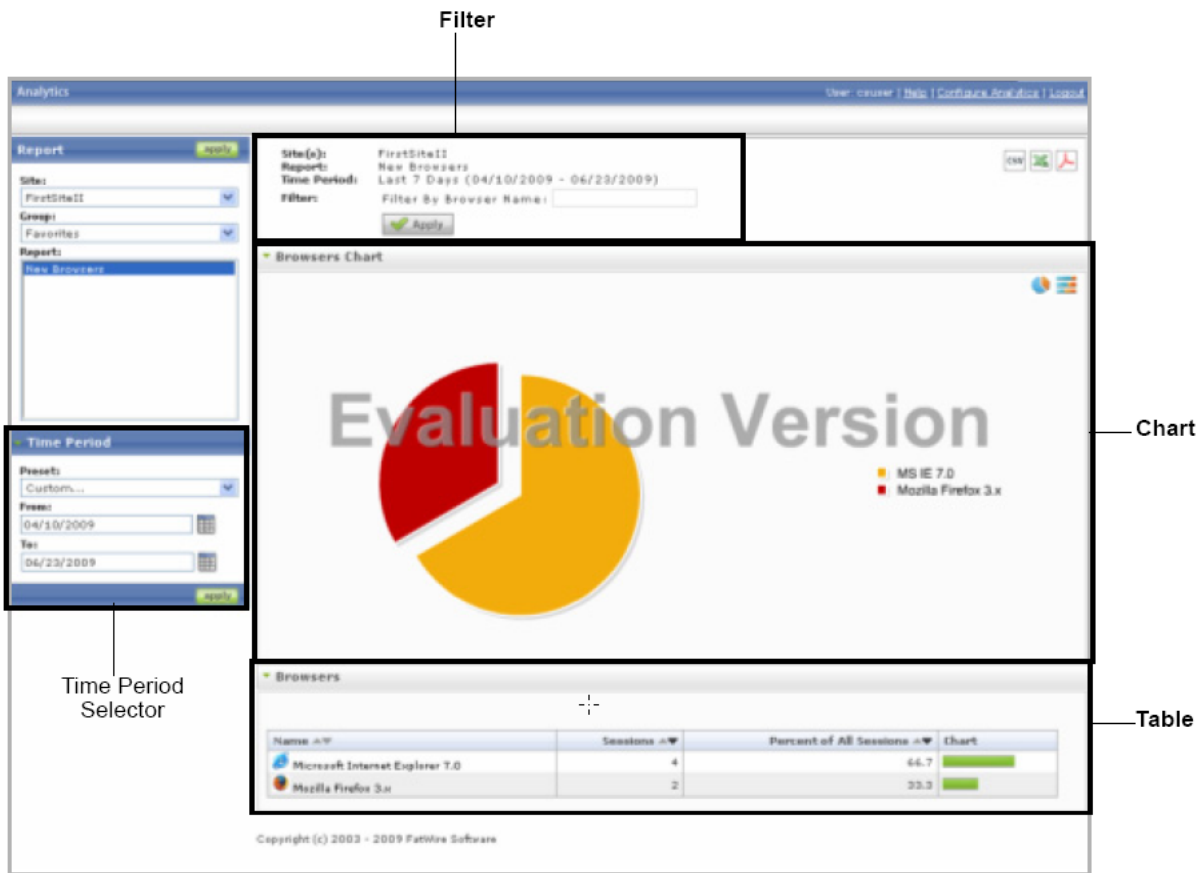 Filter
Analytics
User: csuser | Help | Configure Analytics | Logout
Report
apply
Site:
FirstSiteII
Group:
Favorites
Report:
New Browsers
Time Period
Preset:
Custom...
From:
04/10/2009
To:
06/23/2009
apply
Time Period
Selector
Site(s): FirstSiteII
Report: New Browsers
Time Period: Last 7 Days (04/10/2009 - 06/23/2009)
Filter: Filter By Browser Name:
Apply
CSV
Browsers Chart
Evaluation Version
MS IE 7.0
Mozilla Firefox 3.x
Chart
Browsers
Name Sessions Percent of All Sessions Chart
Microsoft Internet Explorer 7.0 4 66.7
Mozilla Firefox 3.x 2 33.3
Table
Copyright (c) 2003 - 2009 FatWire Software